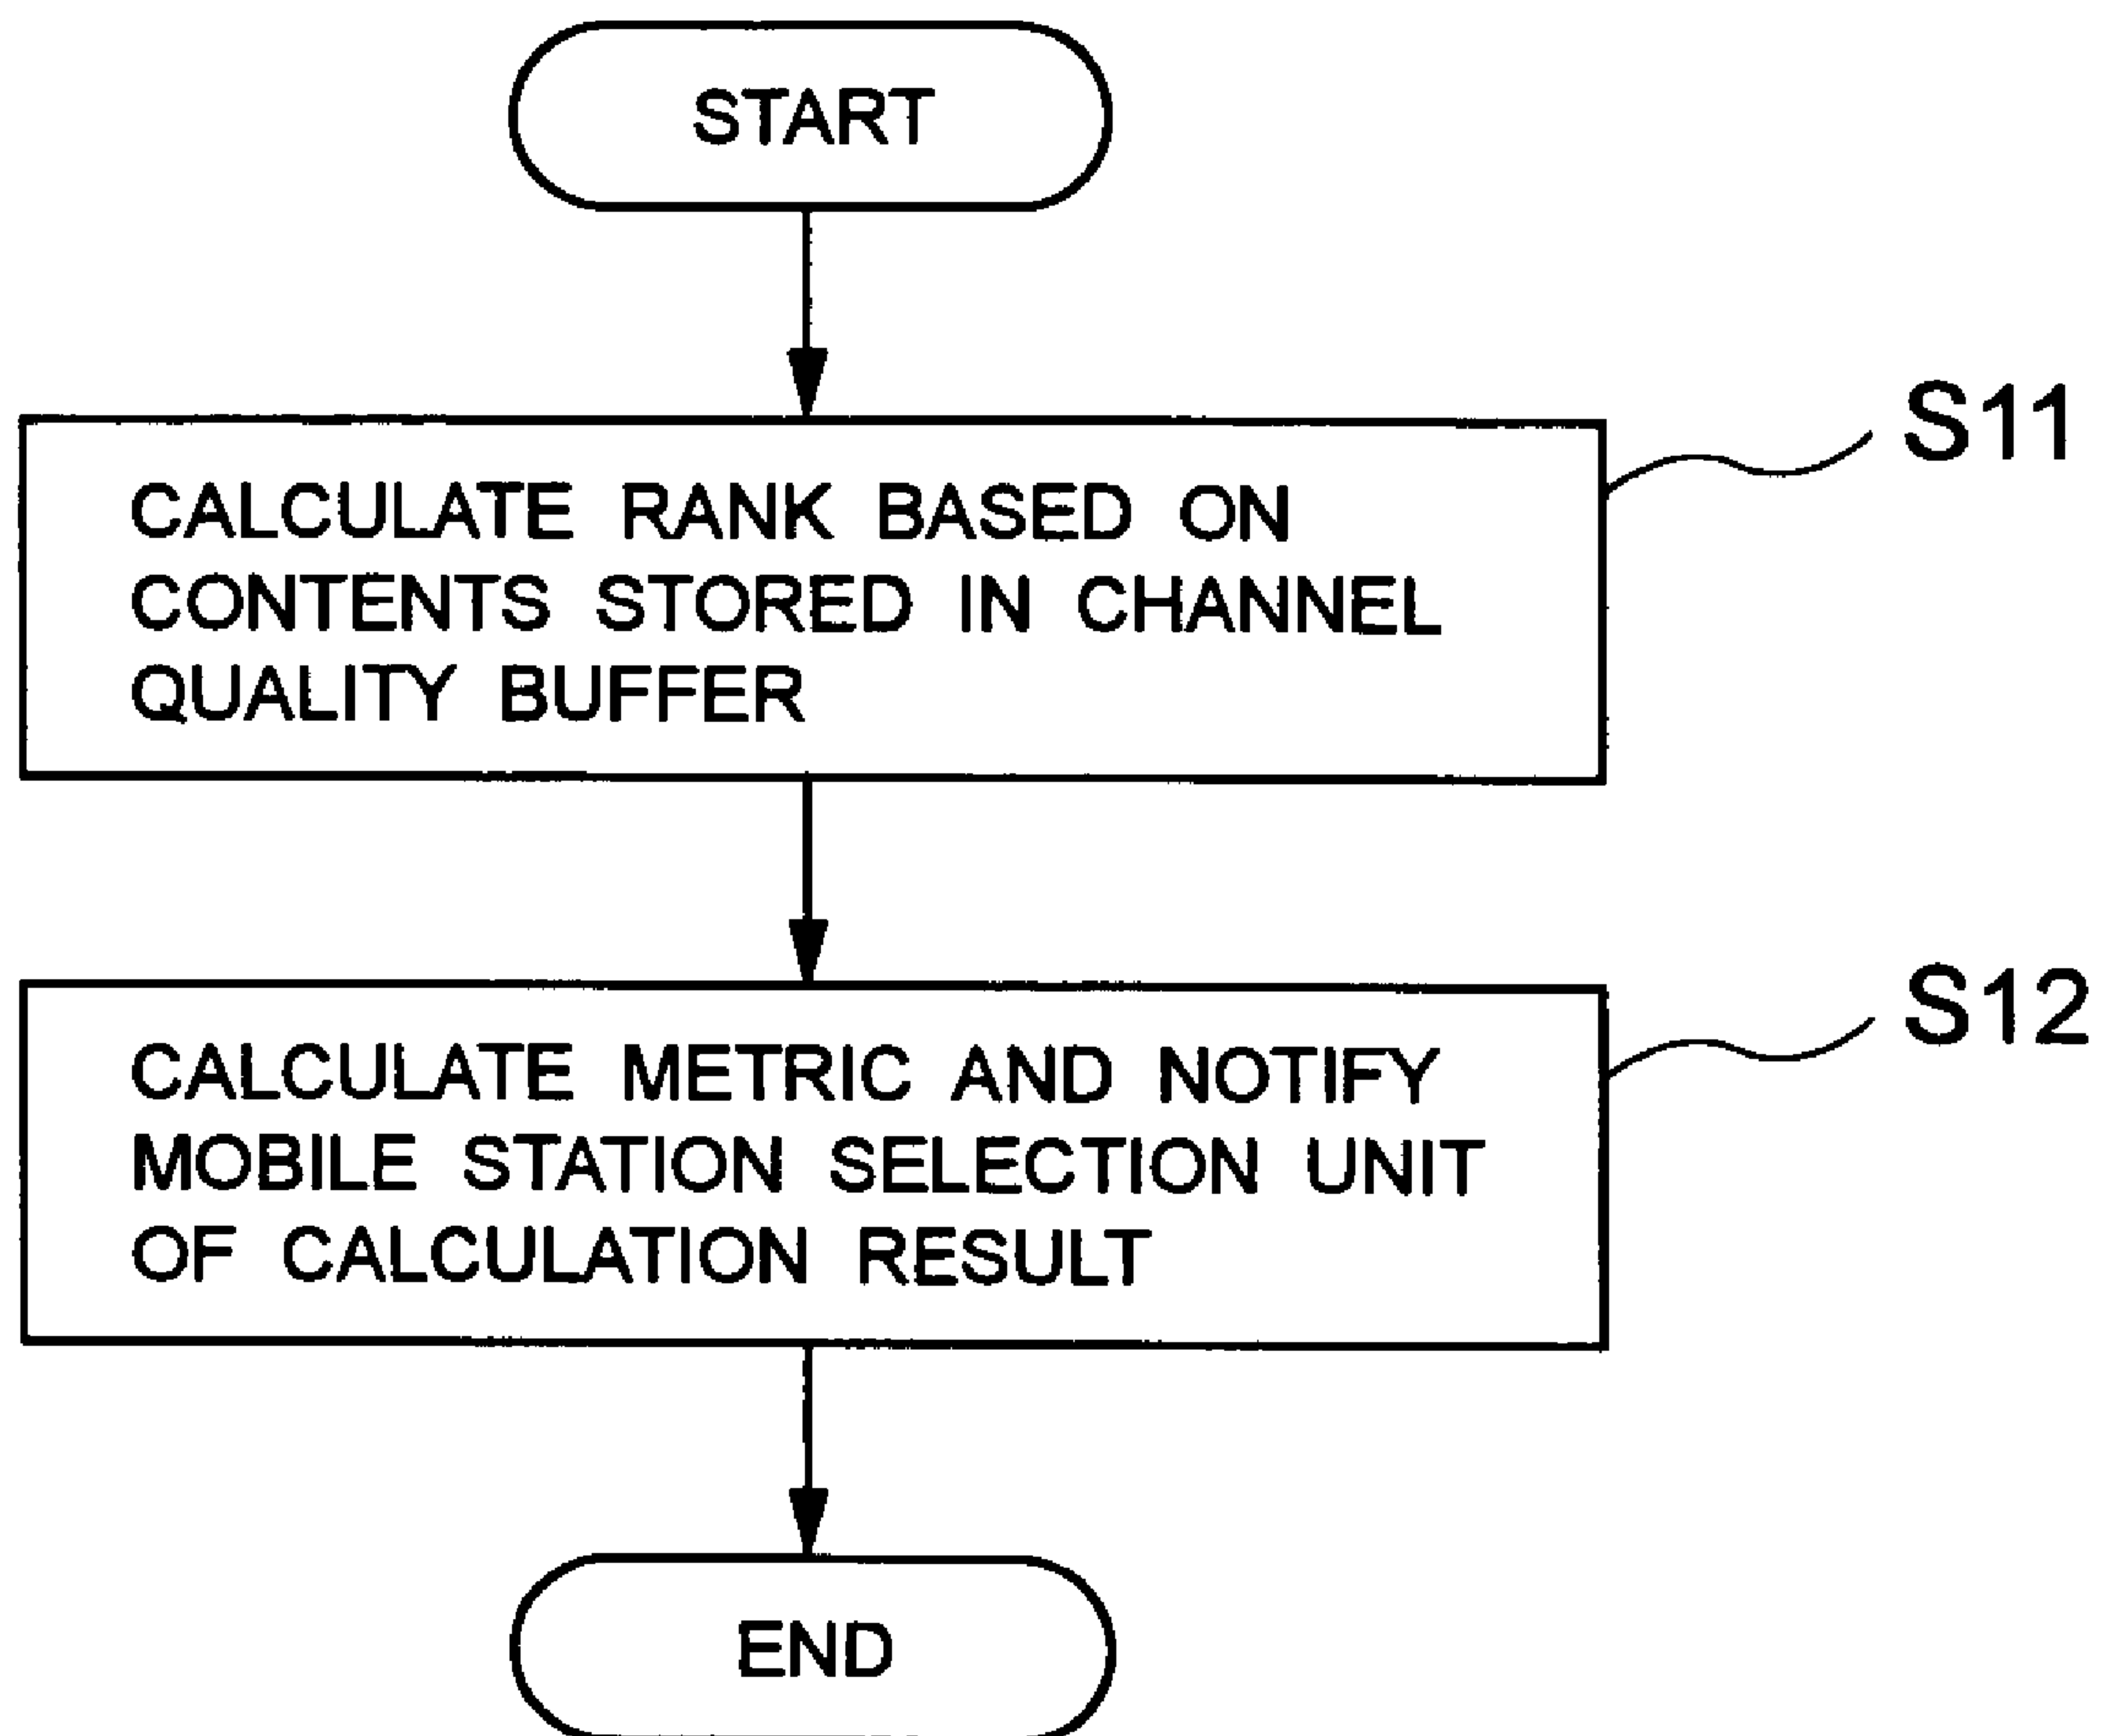 START
S11
CALCULATE RANK BASED ON
CONTENTS STORED IN CHANNEL
QUALITY BUFFER
S12
CALCULATE METRIC AND NOTIFY
MOBILE STATION SELECTION UNIT
OF CALCULATION RESULT
END